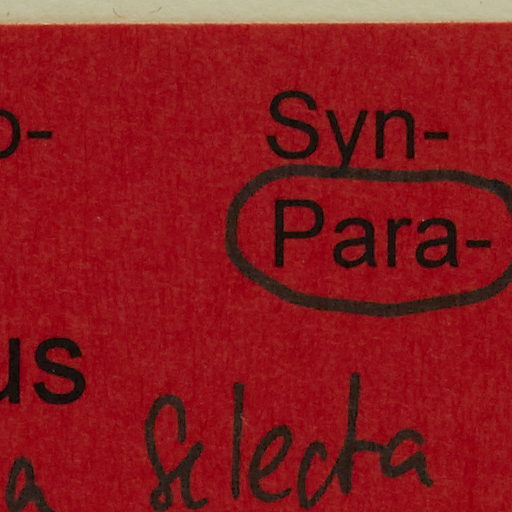 o- Syn-
Para-
us
a selecta